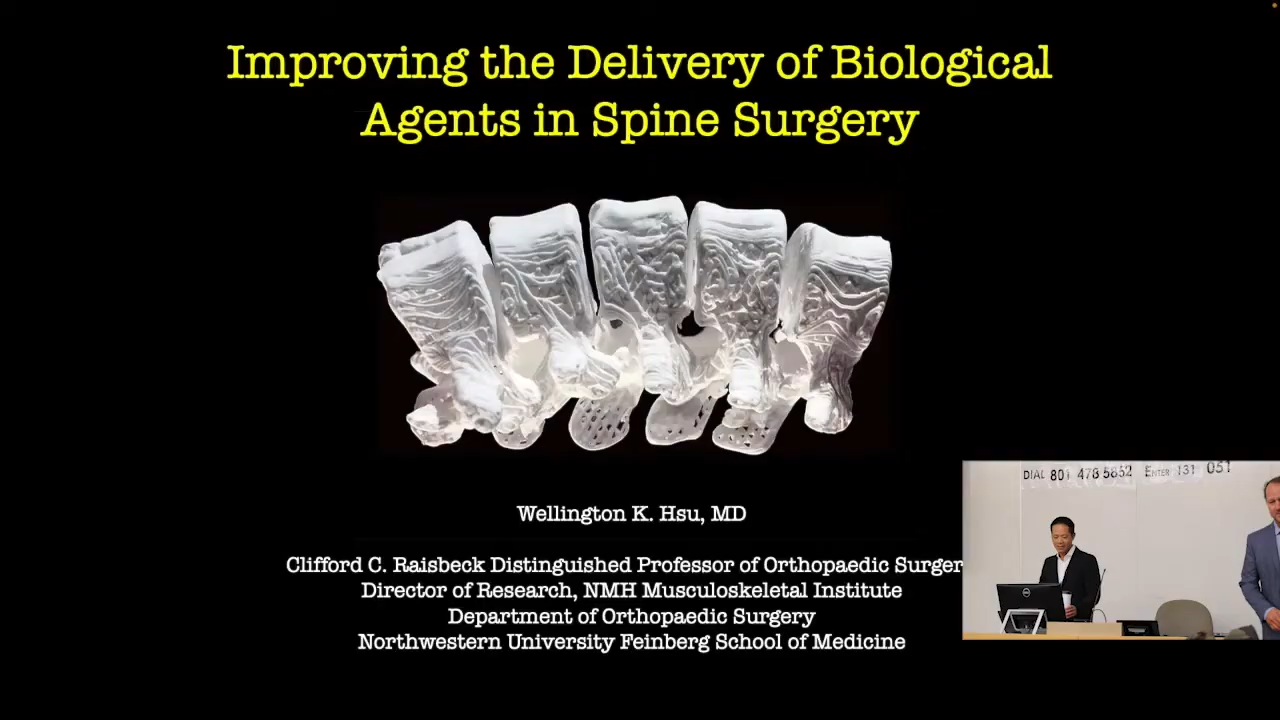 Improving the Delivery of Biological
Agents in Spine Surgery
Wellington K. Hsu, MD
Clifford C. Raisbeck Distinguished Professor of Orthopaedic Surger
Director of Research, NMH Musculoskeletal Institute
Department of Orthopaedic Surgery
Northwestern University Feinberg School of Medicine
DIAL 801 478 5852 ENTER 131 051